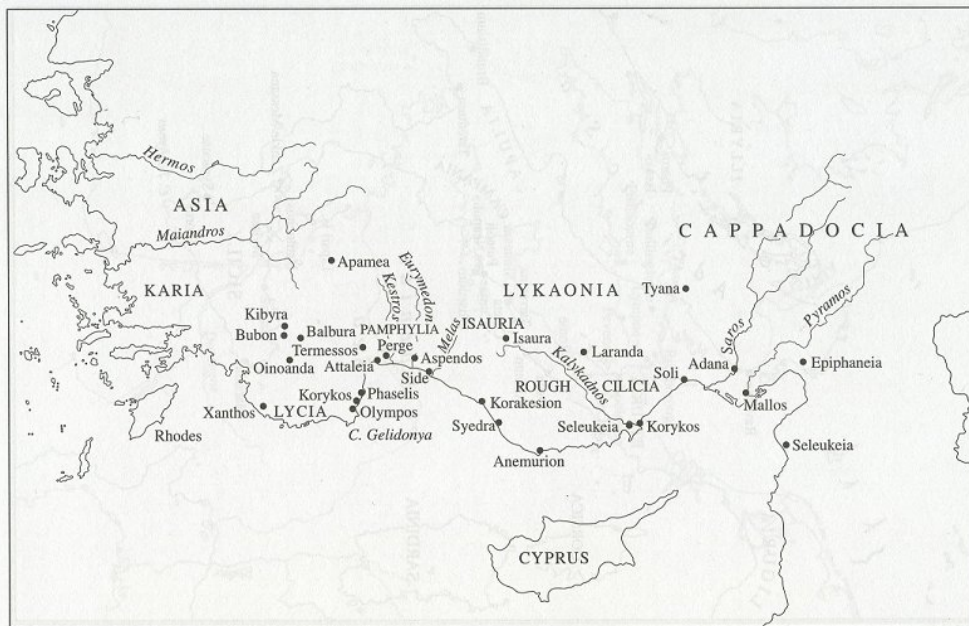 Hermos
ASIA
Maiandros
CAPPADOCIA
Apamea
Eurymedon
Kestros
KARIA
LYKAONIA
Tyana
Pyramos
Kibyra
Bubon
Balbura
PAMPHYLIA
Melas
ISAURIA
Saros
Termessos
Perge
Isaura
Oinoanda
Attaleia
Aspendos
Laranda
Kalykadnos
Adana
Epiphaneia
Side
Soli
ROUGH CILICIA
Korykos
Phaselis
Korakesion
Mallos
Xanthos
LYCIA
Olympos
Rhodes
C. Gelidonya
Syedra
Seleukeia
Korykos
Seleukeia
Anemurion
CYPRUS